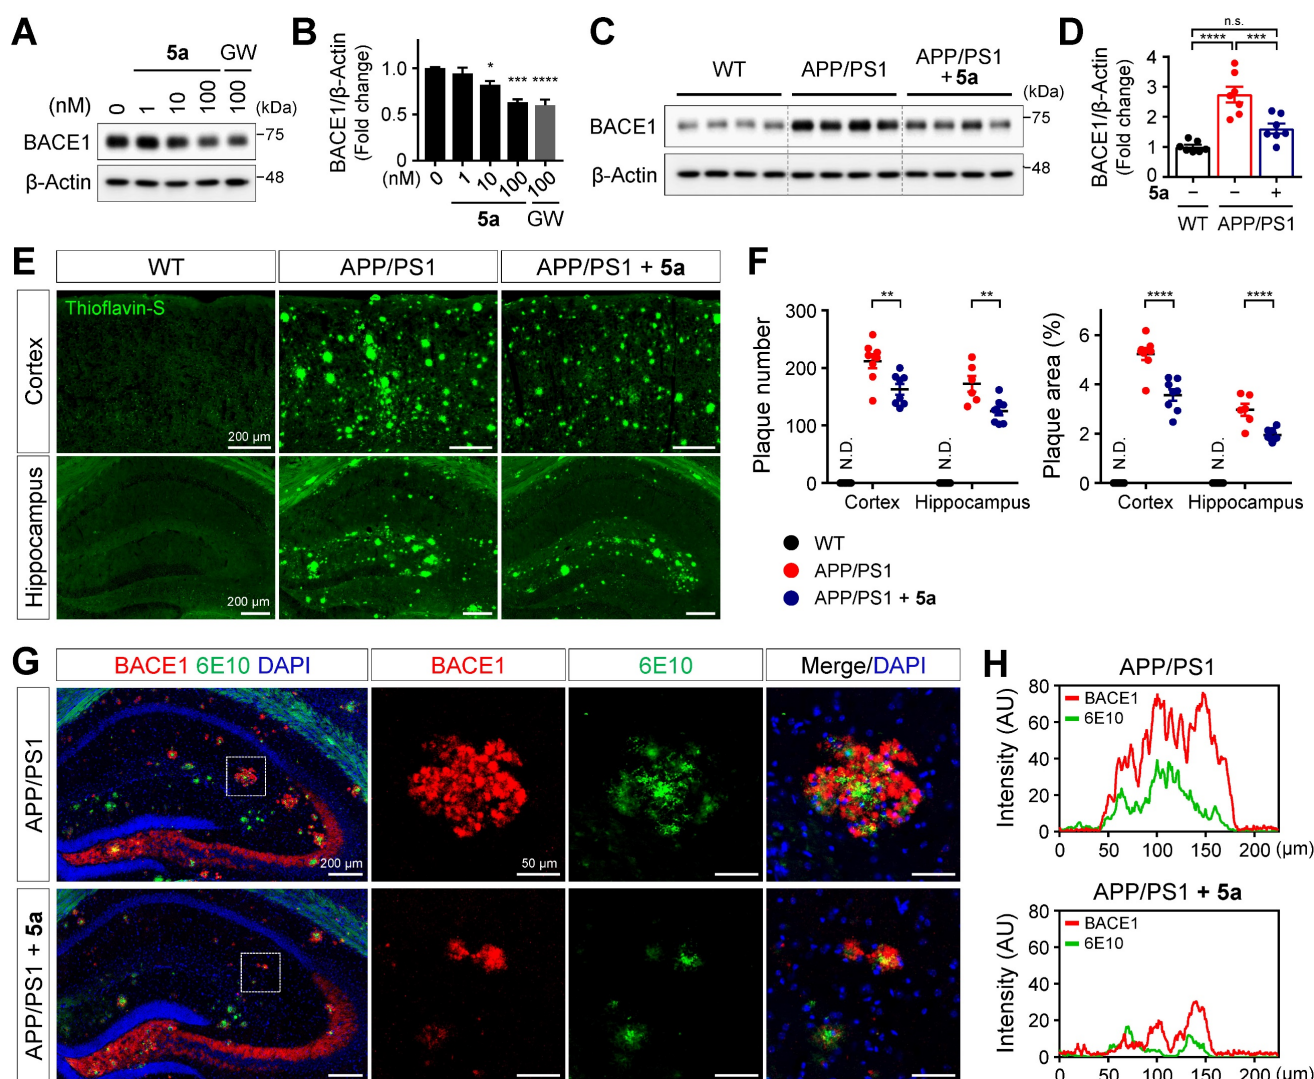 A
5a GW
(nM) 0 1 10 100 100 (kDa)
BACE1 75
β-Actin 48
B
BACE1/β-Actin
(Fold change)
1.0
0.5
0
* *** ****
(nM) 0 1 10 100 100
5a GW
C
WT APP/PS1 APP/PS1
+ 5a
(kDa)
BACE1 75
β-Actin 48
D
n.s.
**** ***
BACE1/β-Actin
(Fold change)
4
3
2
1
0
5a − − +
WT APP/PS1
E
WT APP/PS1 APP/PS1 + 5a
Cortex
Thioflavin-S
200 µm
Hippocampus
200 µm
F
Plaque number
300
200
100
0
** **
N.D. N.D.
Cortex Hippocampus
Plaque area (%)
6
4
2
0
**** ****
N.D. N.D.
Cortex Hippocampus
WT
APP/PS1
APP/PS1 + 5a
G
BACE1 6E10 DAPI BACE1 6E10 Merge/DAPI
APP/PS1
200 µm 50 µm
APP/PS1 + 5a
H
APP/PS1
Intensity (AU)
80
60
40
20
0
BACE1
6E10
0 50 100 150 200 (µm)
APP/PS1 + 5a
Intensity (AU)
80
60
40
20
0
BACE1
6E10
0 50 100 150 200 (µm)